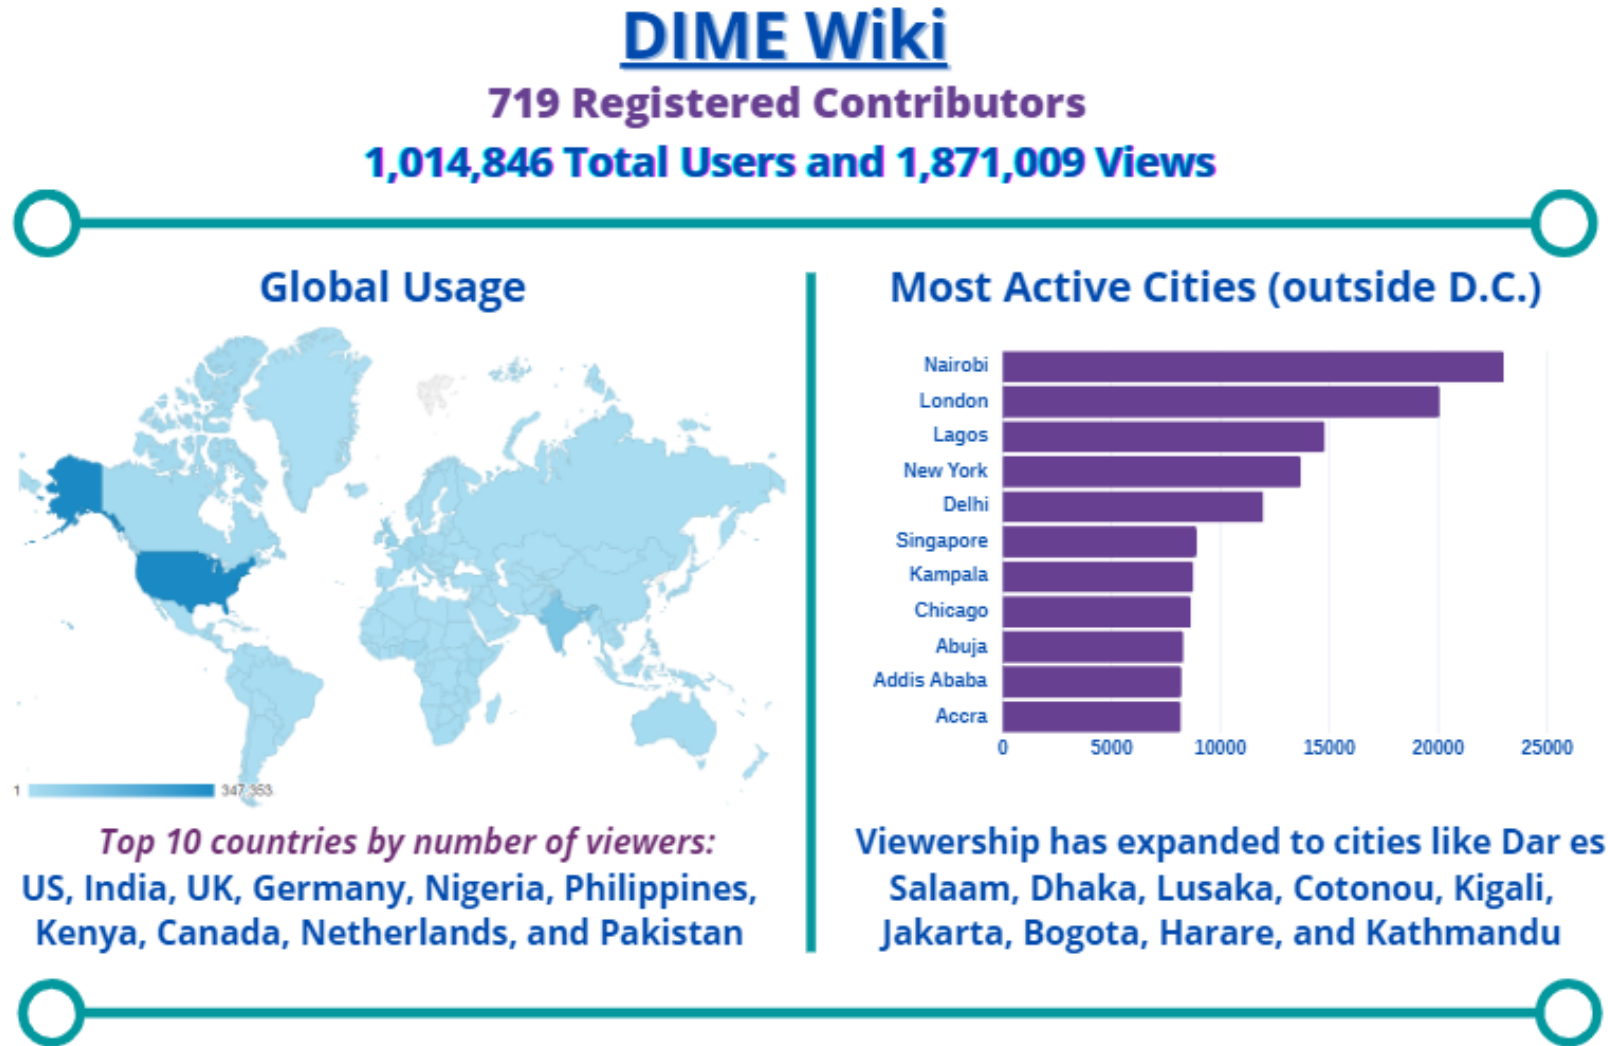 DIME Wiki
719 Registered Contributors
1,014,846 Total Users and 1,871,009 Views
Global Usage
1
347,353
Top 10 countries by number of viewers:
US, India, UK, Germany, Nigeria, Philippines,
Kenya, Canada, Netherlands, and Pakistan
Most Active Cities (outside D.C.)
Nairobi
London
Lagos
New York
Delhi
Singapore
Kampala
Chicago
Abuja
Addis Ababa
Accra
0 5000 10000 15000 20000 25000
Viewership has expanded to cities like Dar es
Salaam, Dhaka, Lusaka, Cotonou, Kigali,
Jakarta, Bogota, Harare, and Kathmandu